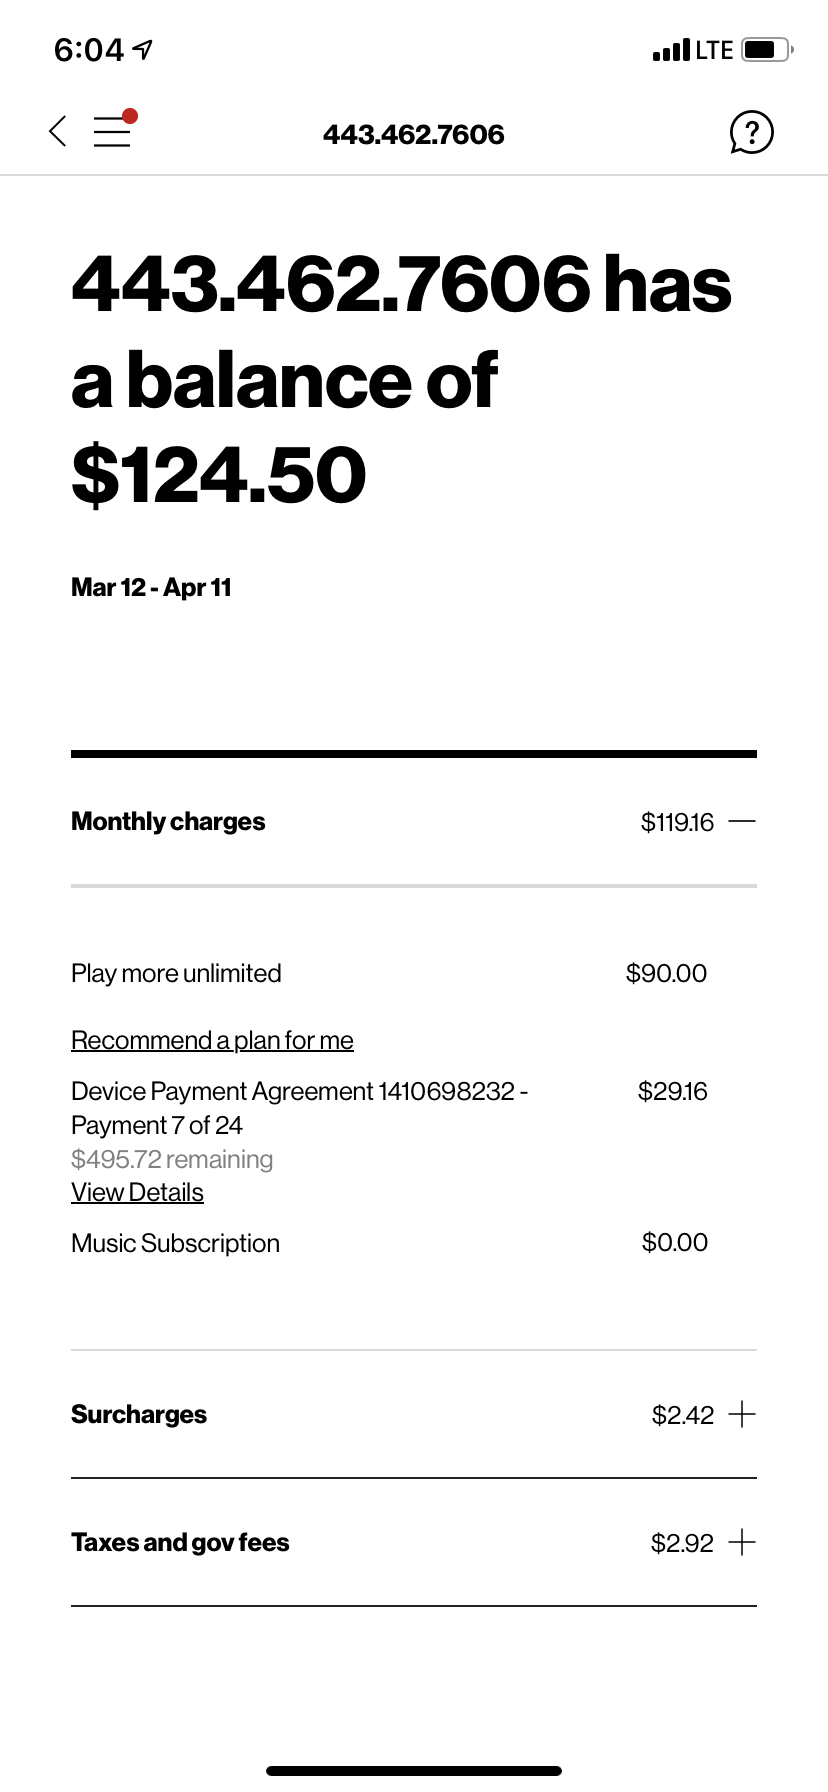 6:04
LTE
443.462.7606
?
443.462.7606 has
a balance of
$124.50
Mar 12 - Apr 11
Monthly charges $119.16
Play more unlimited $90.00
Recommend a plan for me
Device Payment Agreement 1410698232 - $29.16
Payment 7 of 24
$495.72 remaining
View Details
Music Subscription $0.00
Surcharges $2.42
Taxes and gov fees $2.92